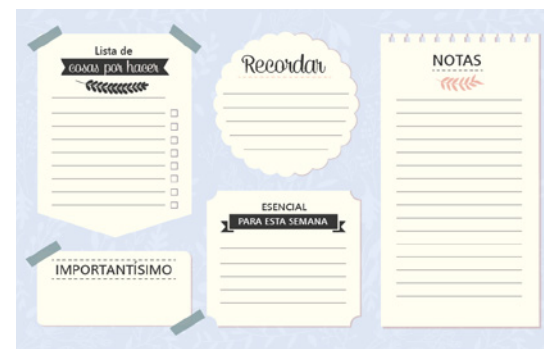 Lista de
cosas por hacer
Recordar
NOTAS
ESENCIAL
PARA ESTA SEMANA
IMPORTANTÍSIMO